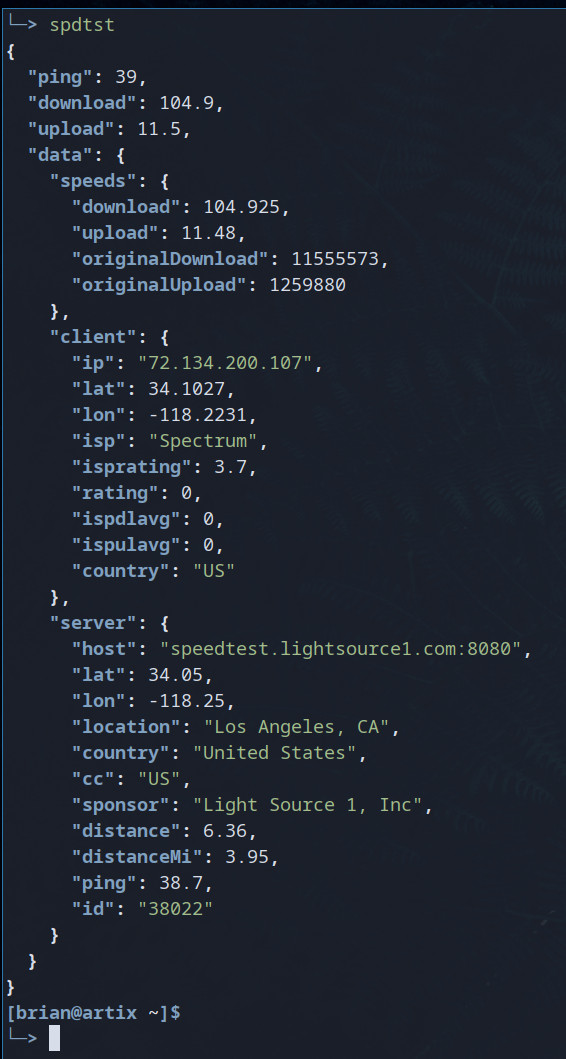 └─> spdtst
{
  "ping": 39,
  "download": 104.9,
  "upload": 11.5,
  "data": {
    "speeds": {
      "download": 104.925,
      "upload": 11.48,
      "originalDownload": 11555573,
      "originalUpload": 1259880
    },
    "client": {
      "ip": "72.134.200.107",
      "lat": 34.1027,
      "lon": -118.2231,
      "isp": "Spectrum",
      "isprating": 3.7,
      "rating": 0,
      "ispdlavg": 0,
      "ispulavg": 0,
      "country": "US"
    },
    "server": {
      "host": "speedtest.lightsource1.com:8080",
      "lat": 34.05,
      "lon": -118.25,
      "location": "Los Angeles, CA",
      "country": "United States",
      "cc": "US",
      "sponsor": "Light Source 1, Inc",
      "distance": 6.36,
      "distanceMi": 3.95,
      "ping": 38.7,
      "id": "38022"
    }
  }
}
[brian@artix ~]$
└─>